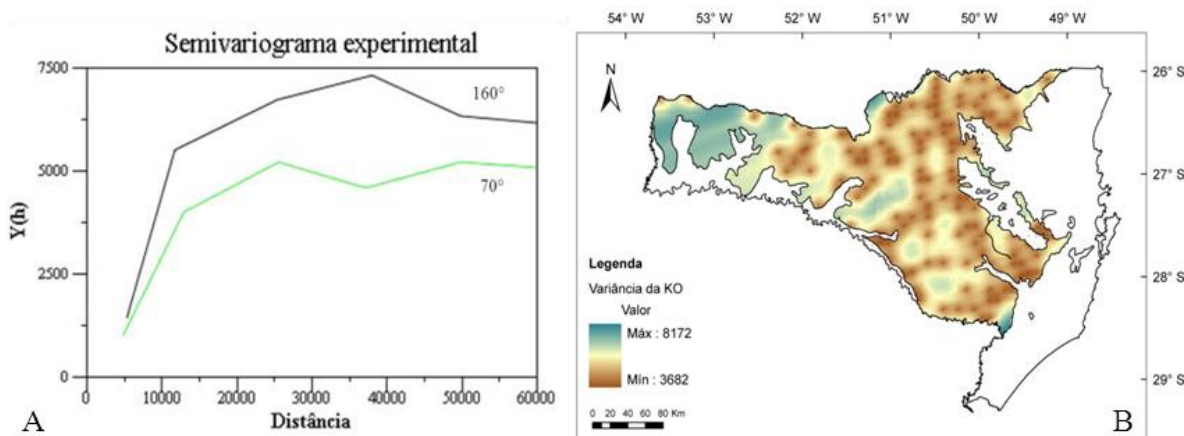 Semivariograma experimental
7500
5000
2500
0
Y(h)
160°
70°
0 10000 20000 30000 40000 50000 60000
Distância
A
54° W 53° W 52° W 51° W 50° W 49° W
26° S
27° S
28° S
29° S
N
Legenda
Variância da KO
Valor
Máx : 8172
Mín : 3682
0 20 40 60 80 Km
B